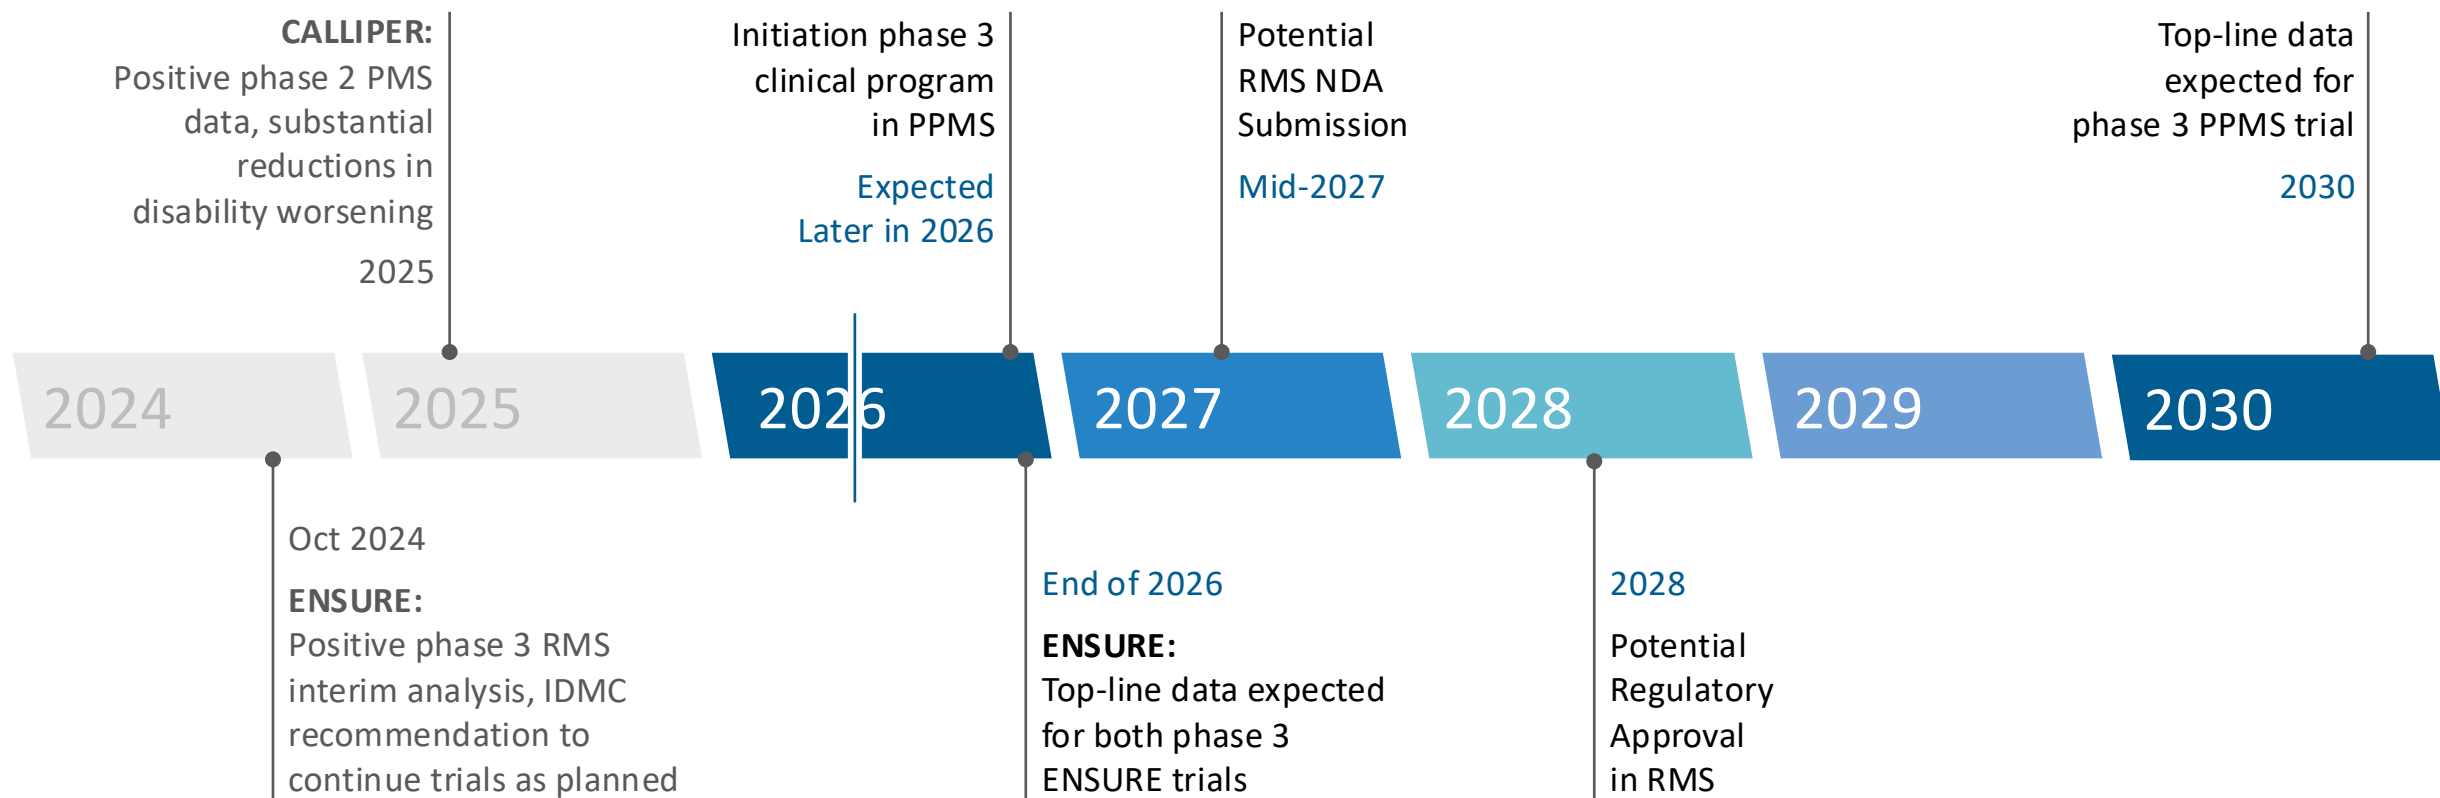 CALLIPER:
Positive phase 2 PMS
data, substantial
reductions in
disability worsening
2025
Initiation phase 3
clinical program
in PPMS
Expected
Later in 2026
Potential
RMS NDA
Submission
Mid-2027
Top-line data
expected for
phase 3 PPMS trial
2030
2024
2025
2026
2027
2028
2029
2030
Oct 2024
ENSURE:
Positive phase 3 RMS
interim analysis, IDMC
recommendation to
continue trials as planned
End of 2026
ENSURE:
Top-line data expected
for both phase 3
ENSURE trials
2028
Potential
Regulatory
Approval
in RMS